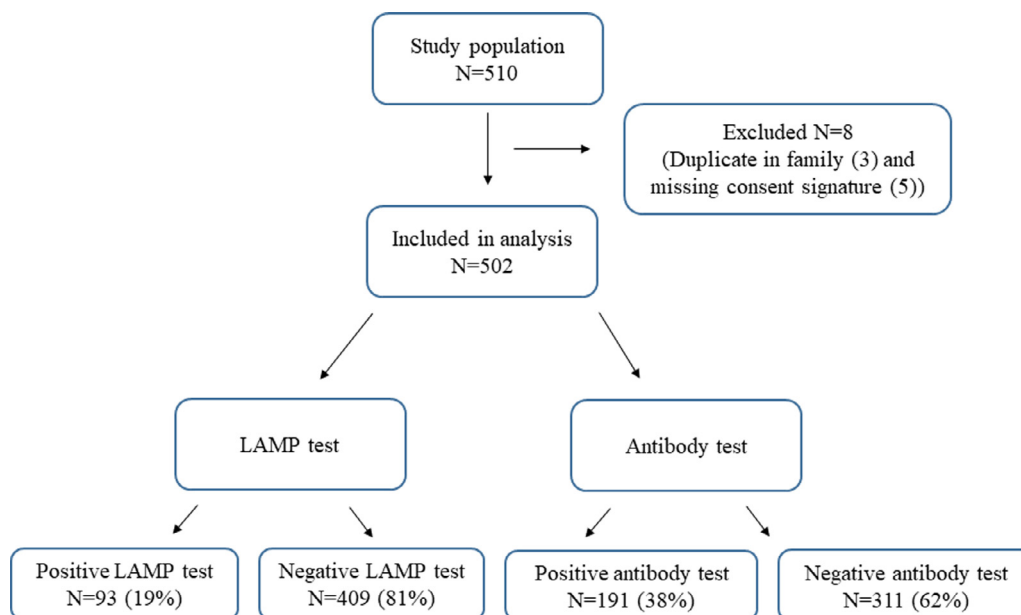 Study population
N=510
Excluded N=8
(Duplicate in family (3) and
missing consent signature (5))
Included in analysis
N=502
LAMP test
Antibody test
Positive LAMP test
N=93 (19%)
Negative LAMP test
N=409 (81%)
Positive antibody test
N=191 (38%)
Negative antibody test
N=311 (62%)